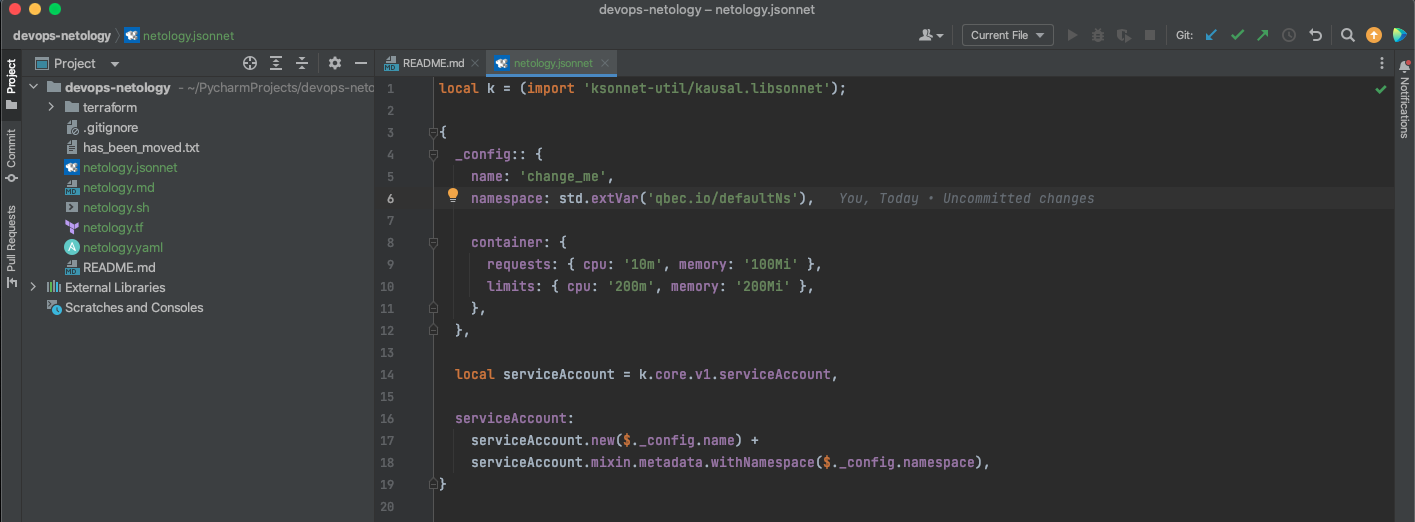 devops-netology – netology.jsonnet
devops-netology netology.jsonnet
Current File
Git:
Project
Commit
Pull Requests
Project
devops-netology - ~/PycharmProjects/devops-neto
terraform
.gitignore
has_been_moved.txt
netology.jsonnet
netology.md
netology.sh
netology.tf
netology.yaml
README.md
External Libraries
Scratches and Consoles
README.md
netology.jsonnet
Notifications
1 local k = (import 'ksonnet-util/kausal.libsonnet');
2
3 {
4 _config:: {
5 name: 'change_me',
6 namespace: std.extVar('qbec.io/defaultNs'), You, Today • Uncommitted changes
7
8 container: {
9 requests: { cpu: '10m', memory: '100Mi' },
10 limits: { cpu: '200m', memory: '200Mi' },
11 },
12 },
13
14 local serviceAccount = k.core.v1.serviceAccount,
15
16 serviceAccount:
17 serviceAccount.new($._config.name) +
18 serviceAccount.mixin.metadata.withNamespace($._config.namespace),
19 }
20